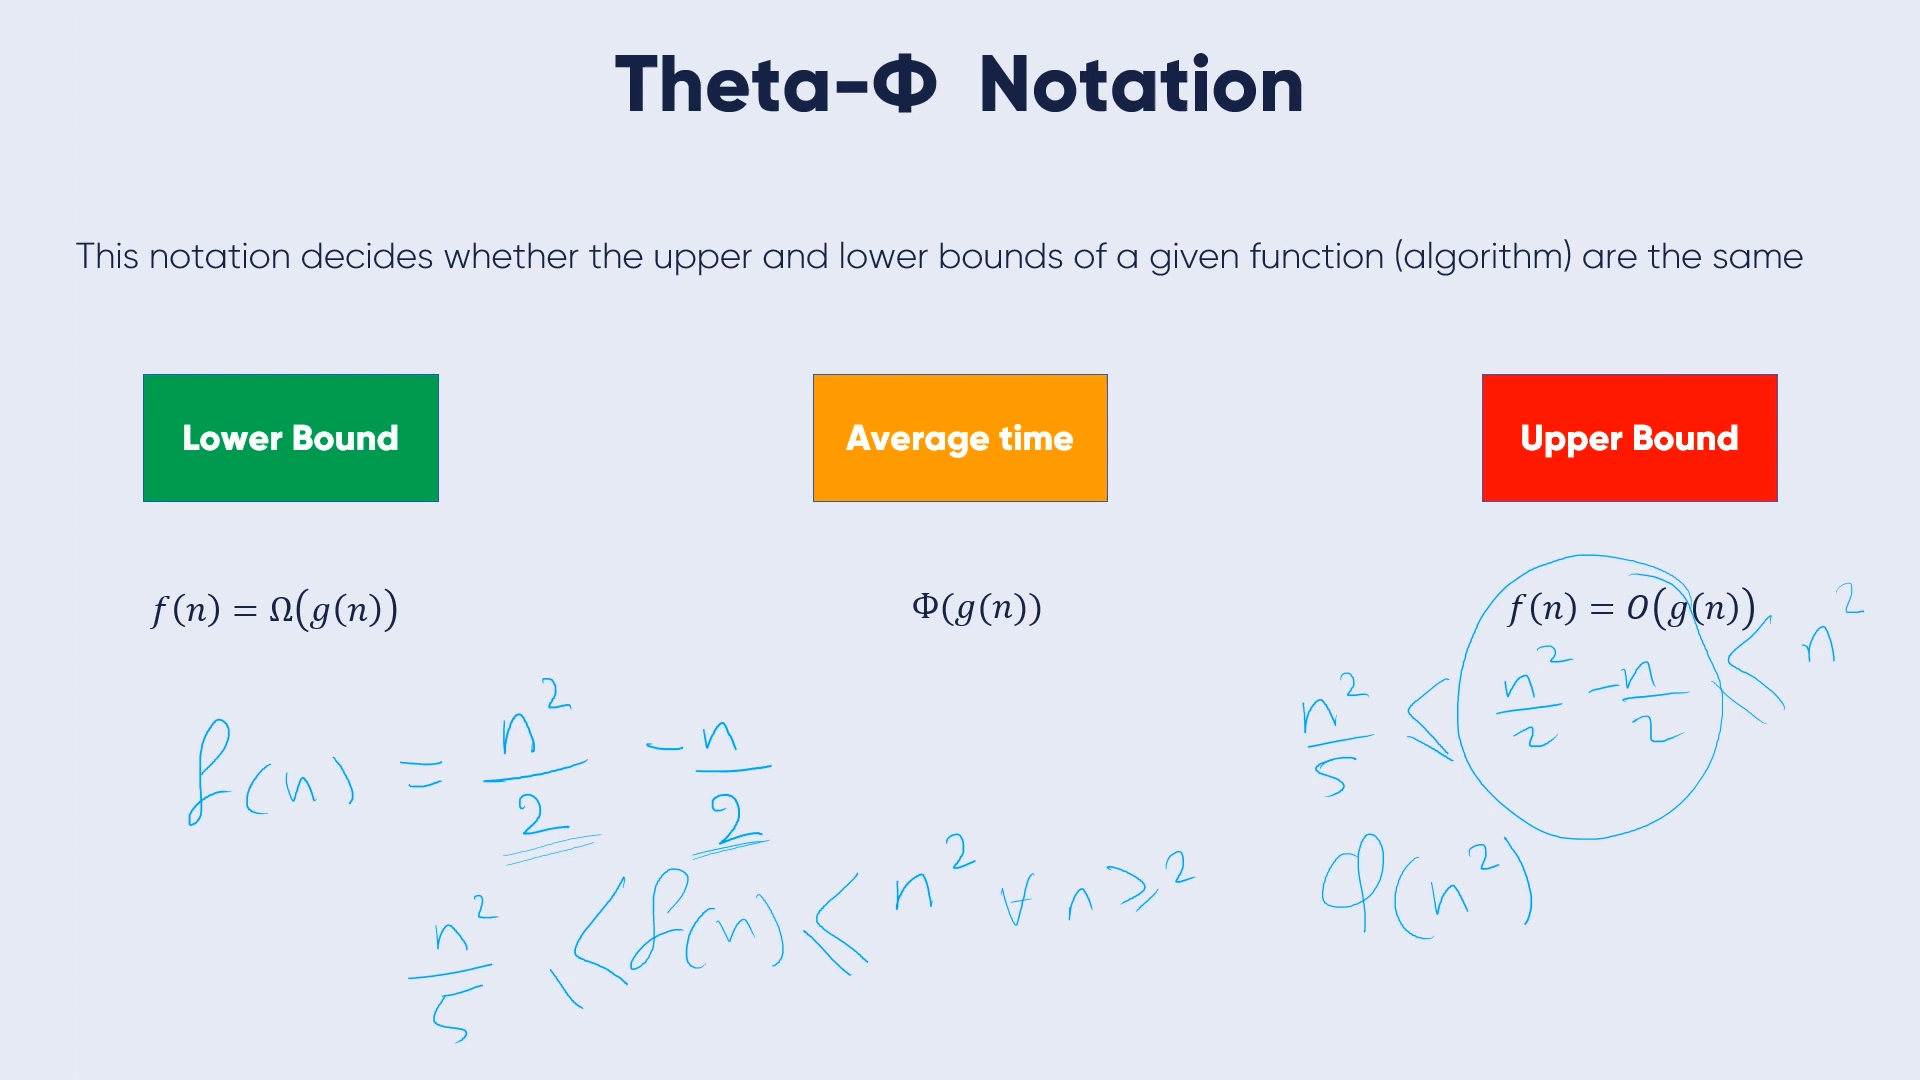 Theta-Φ Notation
This notation decides whether the upper and lower bounds of a given function (algorithm) are the same
Lower Bound
Average time
Upper Bound
f(n) = Ω(g(n))
Φ(g(n))
f(n) = O(g(n))
f(n) = n²/2 - n/2
n²/5 ≤ n²/2 - n/2 ≤ n²
n²/5 ≤ f(n) ≤ n² ∀ n ≥ 2
Φ(n²)